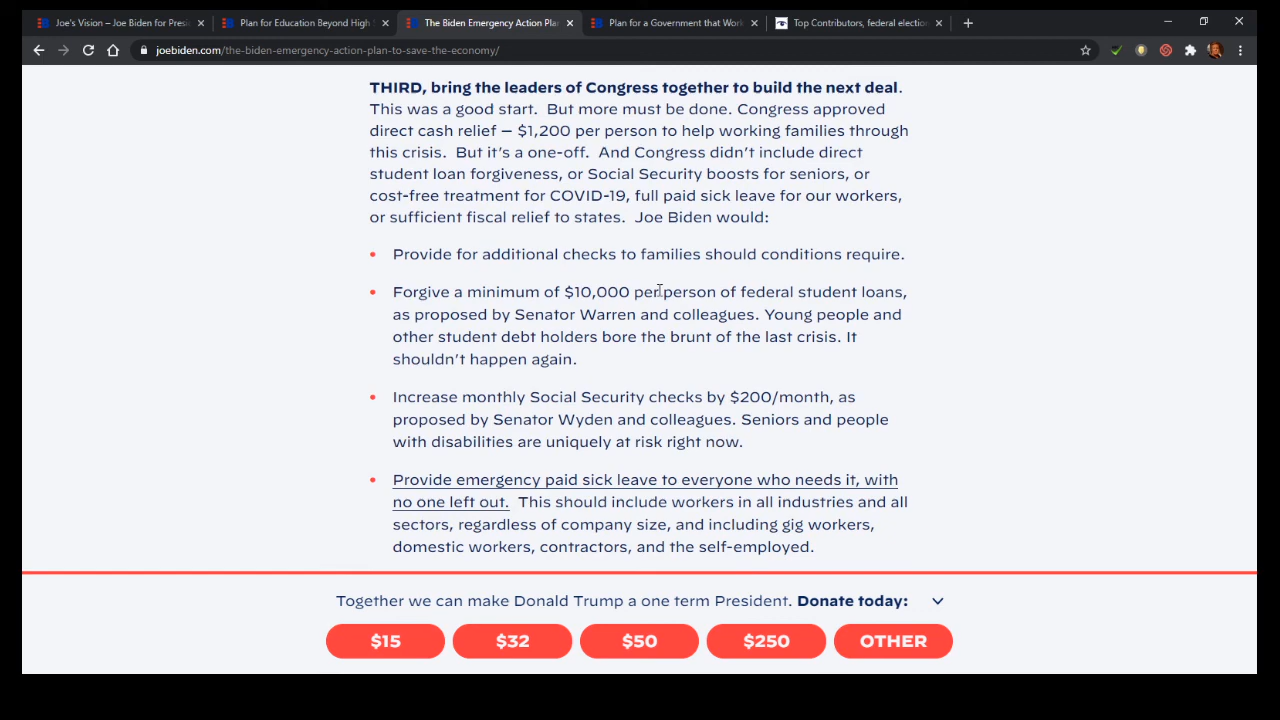 Joe's Vision – Joe Biden for Presi
Plan for Education Beyond High S
The Biden Emergency Action Plan
Plan for a Government that Work
Top Contributors, federal election
joebiden.com/the-biden-emergency-action-plan-to-save-the-economy/
THIRD, bring the leaders of Congress together to build the next deal.
This was a good start. But more must be done. Congress approved
direct cash relief – $1,200 per person to help working families through
this crisis. But it's a one-off. And Congress didn't include direct
student loan forgiveness, or Social Security boosts for seniors, or
cost-free treatment for COVID-19, full paid sick leave for our workers,
or sufficient fiscal relief to states. Joe Biden would:
• Provide for additional checks to families should conditions require.
• Forgive a minimum of $10,000 per person of federal student loans,
as proposed by Senator Warren and colleagues. Young people and
other student debt holders bore the brunt of the last crisis. It
shouldn't happen again.
• Increase monthly Social Security checks by $200/month, as
proposed by Senator Wyden and colleagues. Seniors and people
with disabilities are uniquely at risk right now.
• Provide emergency paid sick leave to everyone who needs it, with
no one left out. This should include workers in all industries and all
sectors, regardless of company size, and including gig workers,
domestic workers, contractors, and the self-employed.
Together we can make Donald Trump a one term President. Donate today:
$15 $32 $50 $250 OTHER